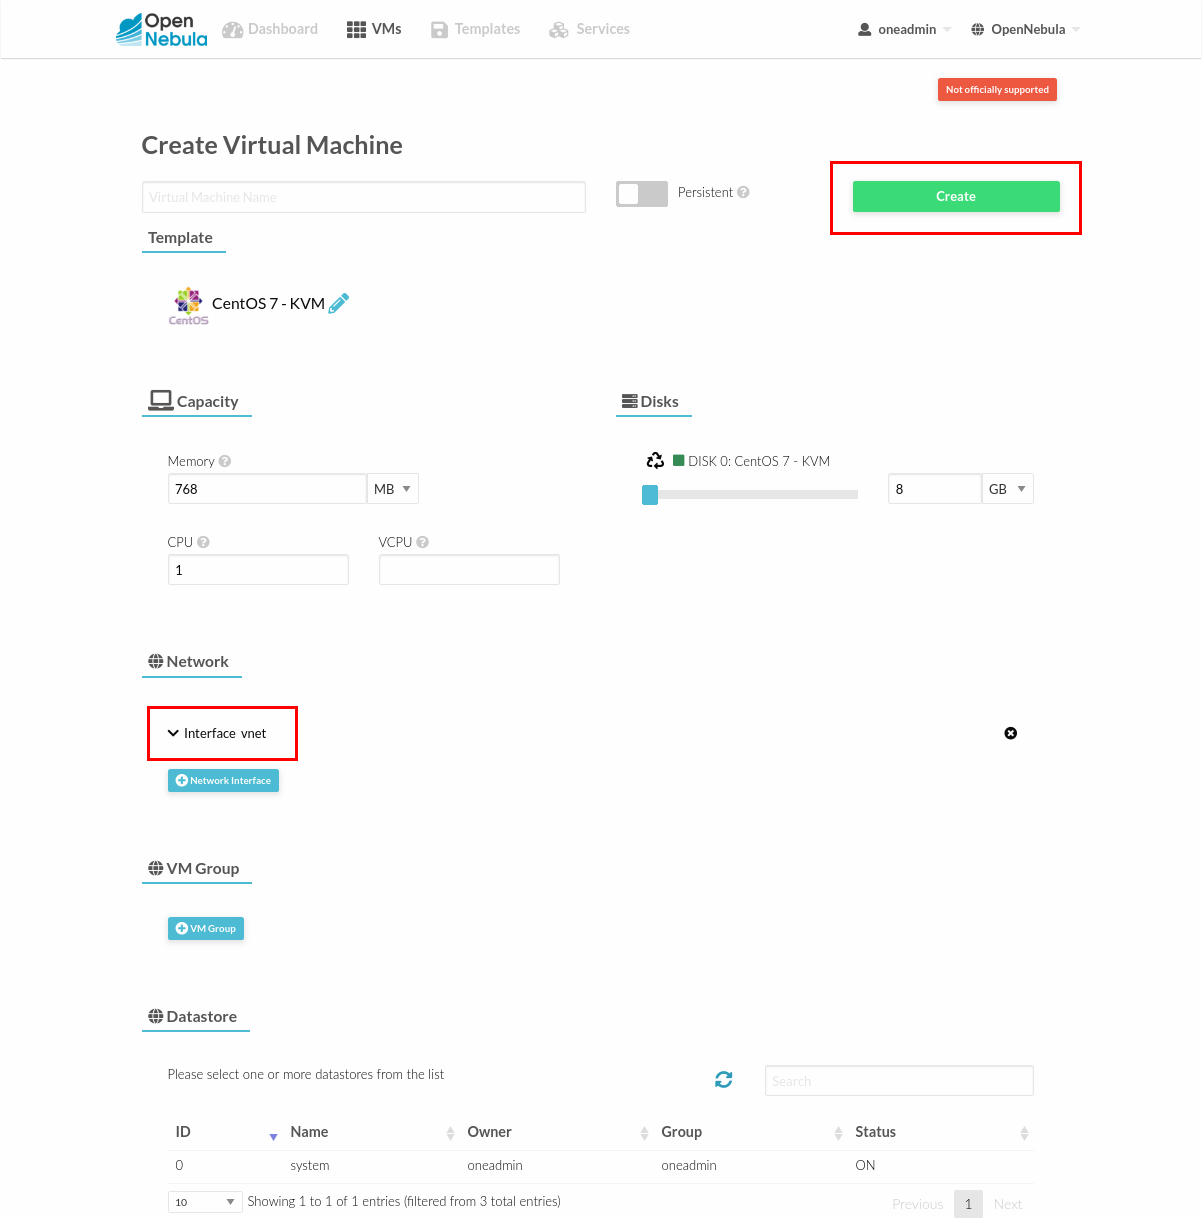 Open Nebula Dashboard VMs Templates Services oneadmin OpenNebula
Not officially supported
Create Virtual Machine
Virtual Machine Name Persistent Create
Template
CentOS CentOS 7 - KVM
Capacity Disks
Memory DISK 0: CentOS 7 - KVM
768 MB 8 GB
CPU VCPU
1
Network
Interface vnet
Network Interface
VM Group
VM Group
Datastore
Please select one or more datastores from the list Search
ID Name Owner Group Status
0 system oneadmin oneadmin ON
10 Showing 1 to 1 of 1 entries (filtered from 3 total entries) Previous 1 Next